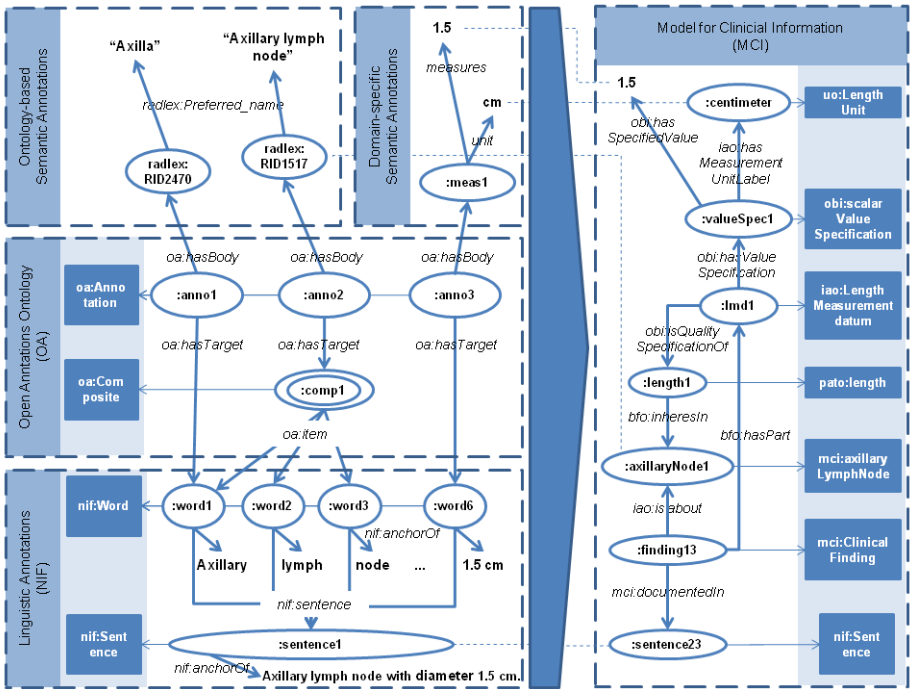 Ontology-based
Semantic Annotations
“Axilla”
“Axillary lymph
node”
radlex:Preferred_name
radlex:
RID2470
radlex:
RID1517
Domain-specific
Semantic Annotations
1.5
measures
cm
unit
:meas1
Open Anntations Ontology
(OA)
oa:hasBody
oa:hasBody
oa:hasBody
oa:Anno
tation
:anno1
:anno2
:anno3
oa:hasTarget
oa:hasTarget
oa:hasTarget
oa:Com
posite
:comp1
oa:item
Linguistic Annotations
(NIF)
nif:Word
:word1
:word2
:word3
:word6
nif:anchorOf
Axillary
lymph
node
...
1.5 cm
nif:sentence
nif:Sent
ence
:sentence1
nif:anchorOf
Axillary lymph node with diameter 1.5 cm.
Model for Clinicial Information
(MCI)
1.5
:centimeter
uo:Length
Unit
obi:has
SpecifiedValue
iao:has
Measurement
UnitLabel
:valueSpec1
obi:scalar
Value
Specification
obi:hasValue
Specification
:lmd1
iao:Length
Measurement
datum
obi:isQuality
SpecificationOf
:length1
pato:length
bfo:inheresIn
bfo:hasPart
:axillaryNode1
mci:axillary
LymphNode
iao:is about
:finding13
mci:Clinical
Finding
mci:documentedIn
:sentence23
nif:Sent
ence